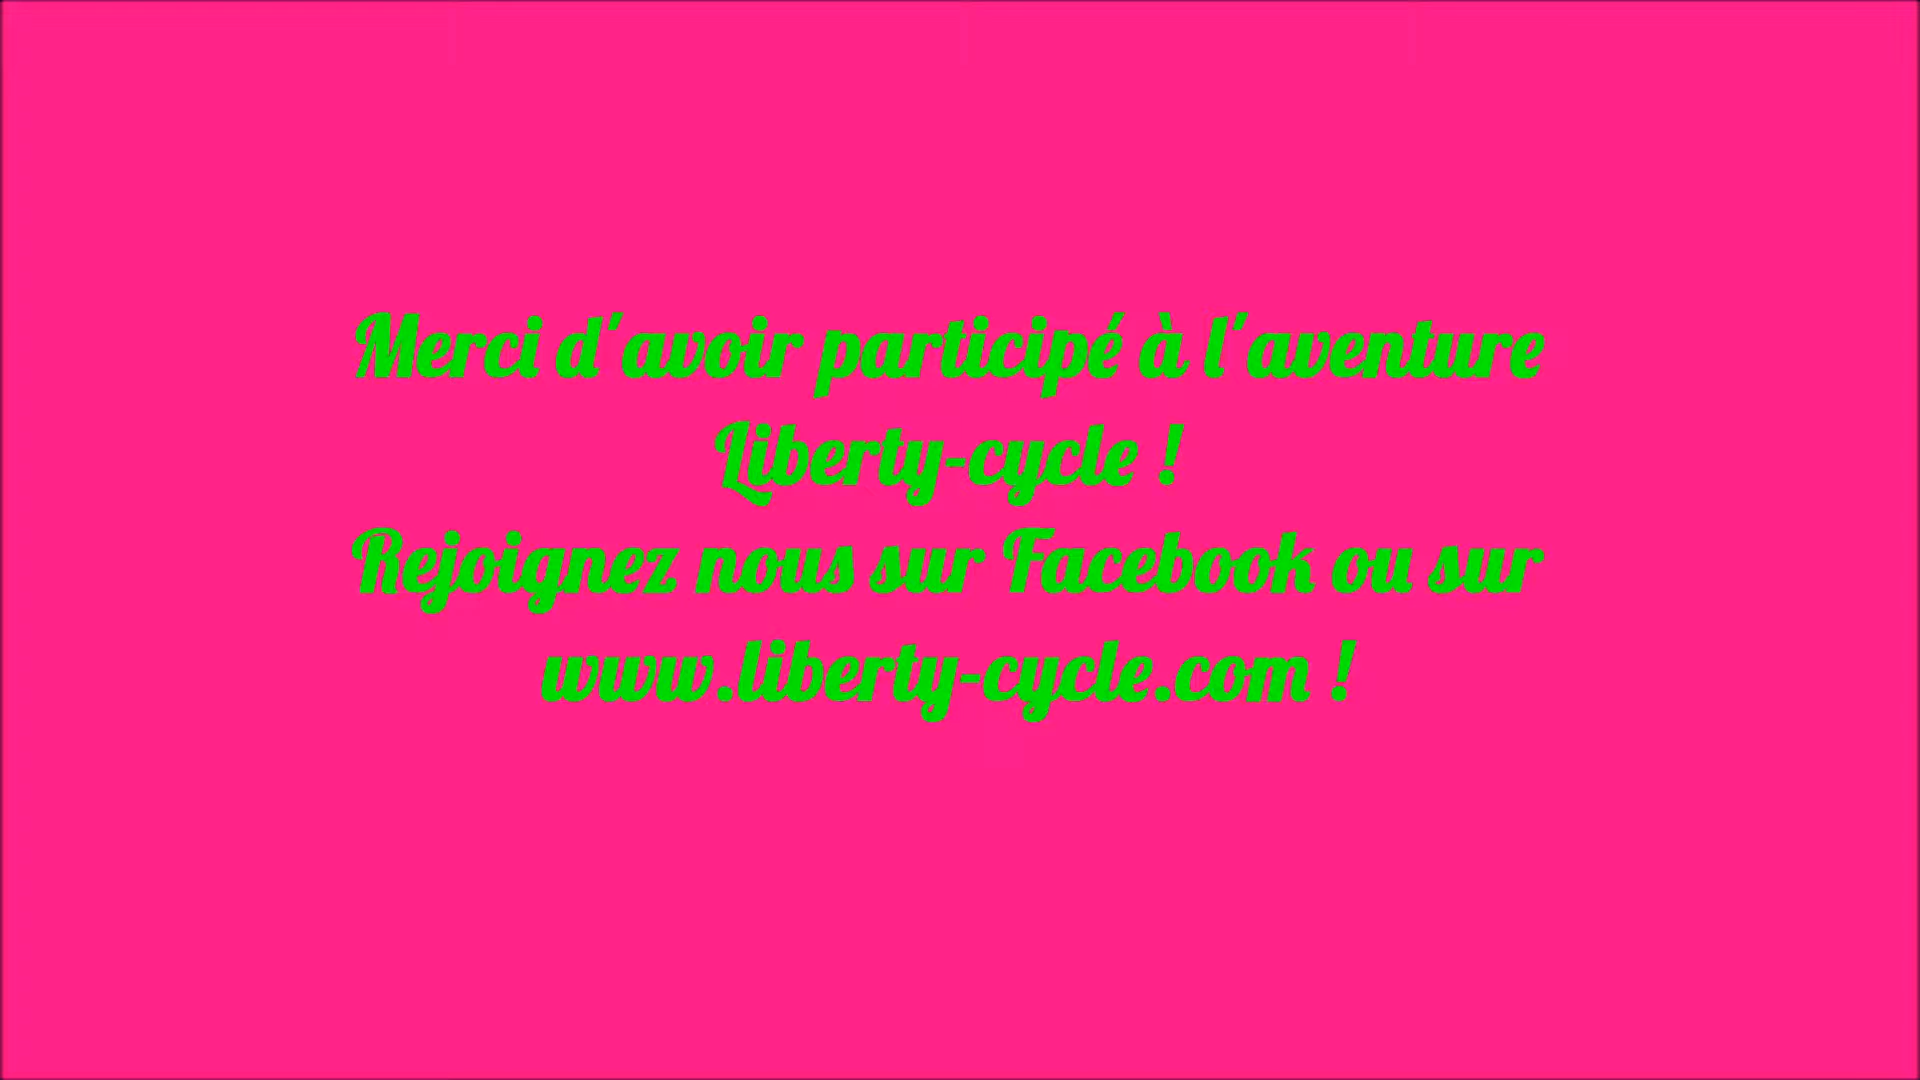 Merci d'avoir participé à l'aventure
Liberty-cycle !
Rejoignez nous sur Facebook ou sur
www.liberty-cycle.com !